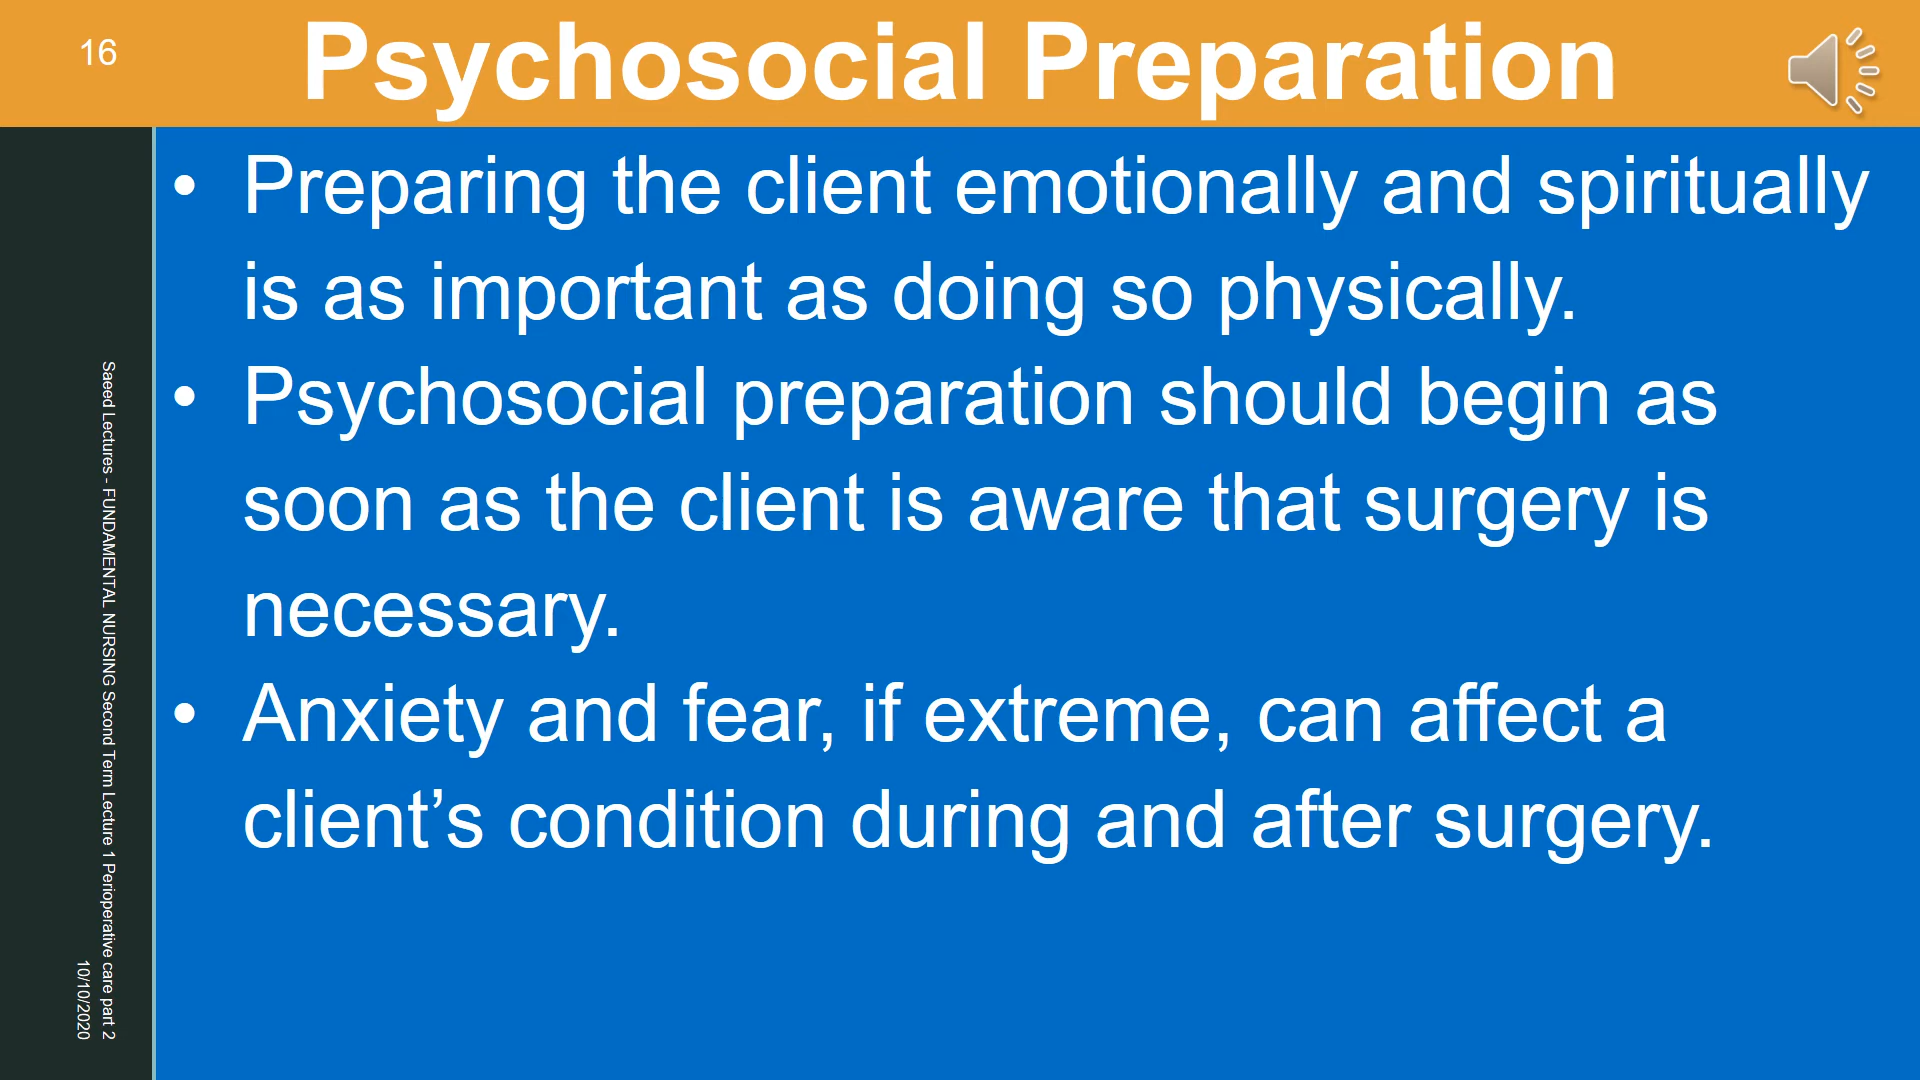 16
Psychosocial Preparation
• Preparing the client emotionally and spiritually
is as important as doing so physically.
• Psychosocial preparation should begin as
soon as the client is aware that surgery is
necessary.
• Anxiety and fear, if extreme, can affect a
client’s condition during and after surgery.
Saeed Lectures - FUNDAMENTAL NURSING Second Term Lecture 1 Perioperative care part 2
10/10/2020